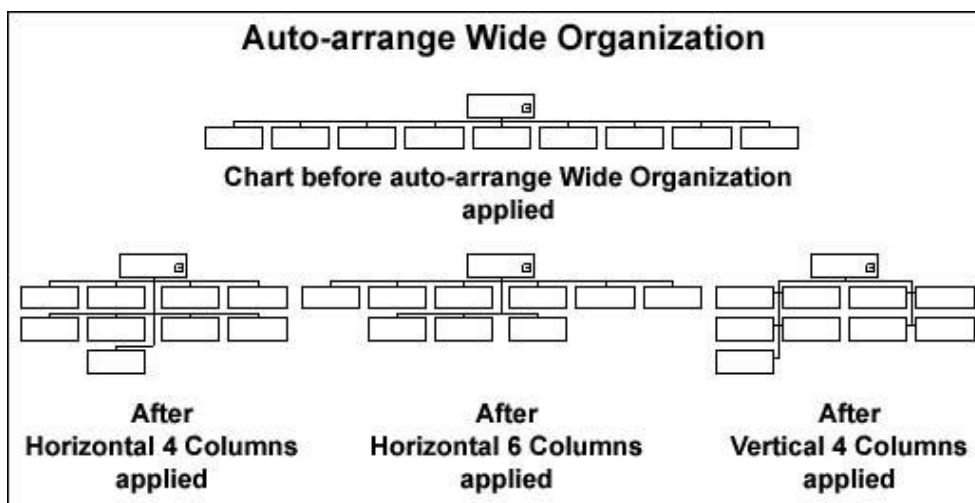 Auto-arrange Wide Organization
Chart before auto-arrange Wide Organization
applied
After
Horizontal 4 Columns
applied
After
Horizontal 6 Columns
applied
After
Vertical 4 Columns
applied